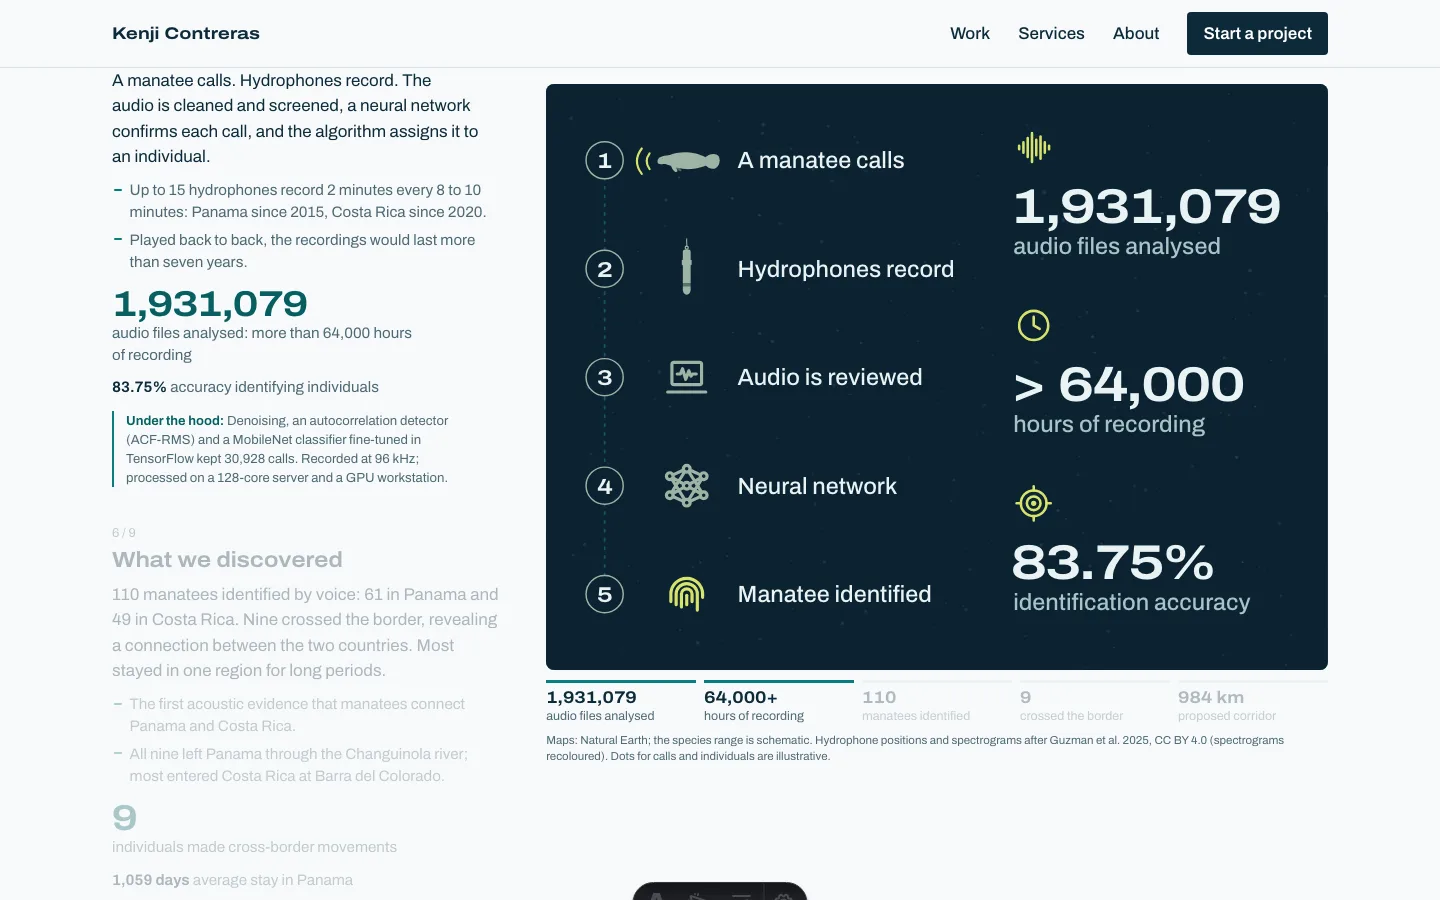 Kenji Contreras
Work
Services
About
Start a project
A manatee calls. Hydrophones record. The
audio is cleaned and screened, a neural network
confirms each call, and the algorithm assigns it to
an individual.
– Up to 15 hydrophones record 2 minutes every 8 to 10
minutes: Panama since 2015, Costa Rica since 2020.
– Played back to back, the recordings would last more
than seven years.
1,931,079
audio files analysed: more than 64,000 hours
of recording
83.75% accuracy identifying individuals
Under the hood: Denoising, an autocorrelation detector
(ACF-RMS) and a MobileNet classifier fine-tuned in
TensorFlow kept 30,928 calls. Recorded at 96 kHz;
processed on a 128-core server and a GPU workstation.
6 / 9
What we discovered
110 manatees identified by voice: 61 in Panama and
49 in Costa Rica. Nine crossed the border, revealing
a connection between the two countries. Most
stayed in one region for long periods.
– The first acoustic evidence that manatees connect
Panama and Costa Rica.
– All nine left Panama through the Changuinola river;
most entered Costa Rica at Barra del Colorado.
9
individuals made cross-border movements
1,059 days average stay in Panama
1 A manatee calls
2 Hydrophones record
3 Audio is reviewed
4 Neural network
5 Manatee identified
1,931,079
audio files analysed
> 64,000
hours of recording
83.75%
identification accuracy
1,931,079
audio files analysed
64,000+
hours of recording
110
manatees identified
9
crossed the border
984 km
proposed corridor
Maps: Natural Earth; the species range is schematic. Hydrophone positions and spectrograms after Guzman et al. 2025, CC BY 4.0 (spectrograms
recoloured). Dots for calls and individuals are illustrative.